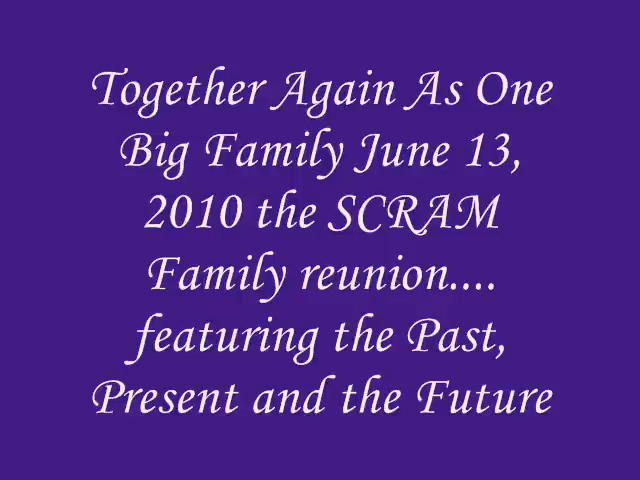 Together Again As One
Big Family June 13,
2010 the SCRAM
Family reunion....
featuring the Past,
Present and the Future